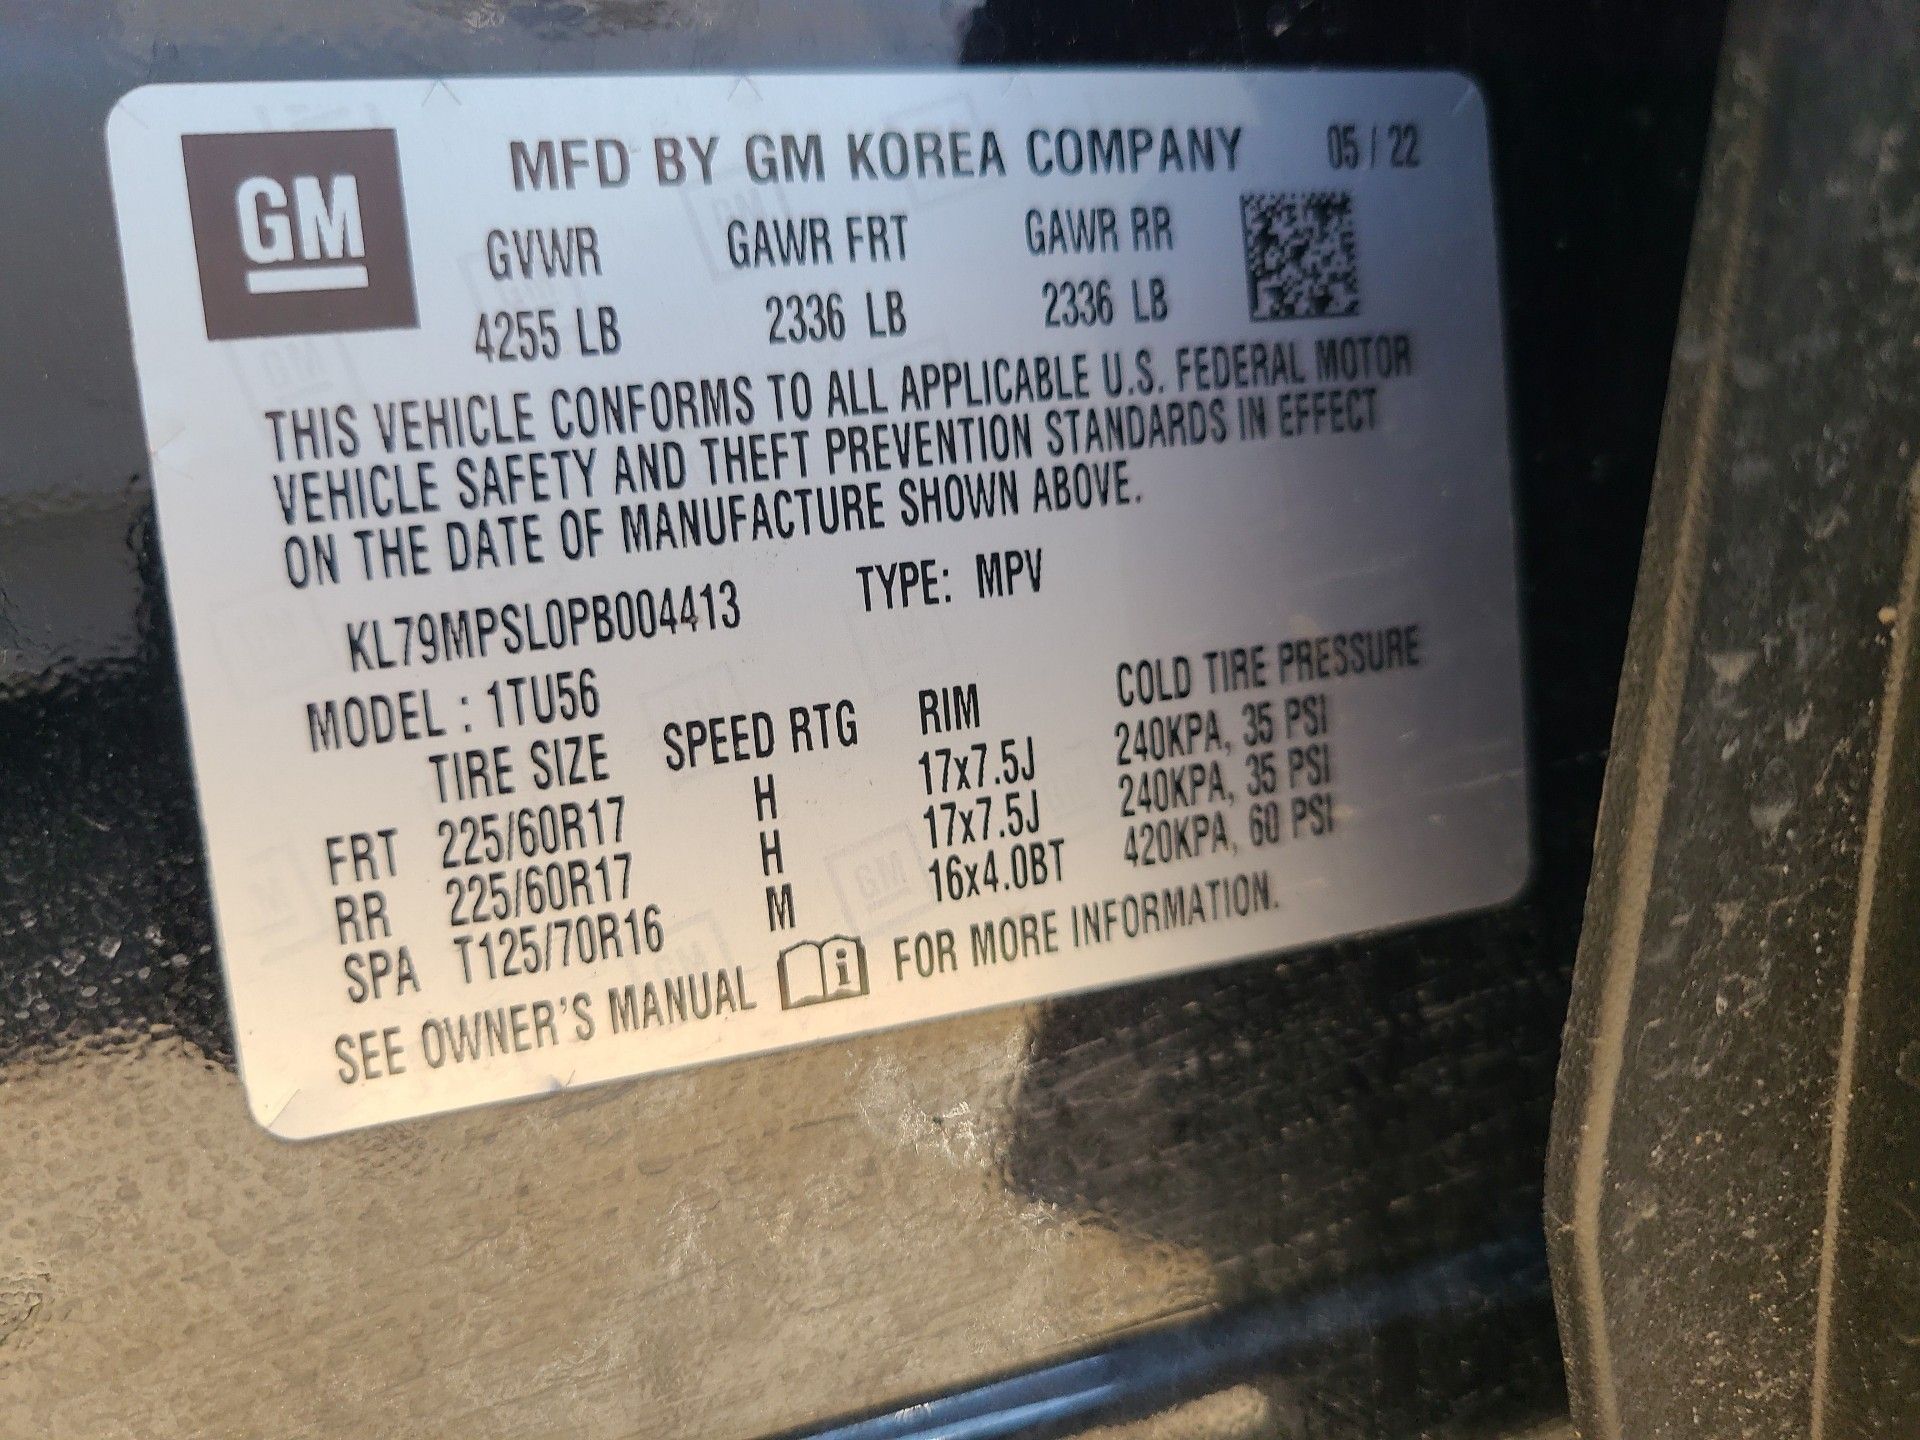 GM
MFD BY GM KOREA COMPANY 05 / 22
GVWR GAWR FRT GAWR RR
4255 LB 2336 LB 2336 LB
THIS VEHICLE CONFORMS TO ALL APPLICABLE U.S. FEDERAL MOTOR
VEHICLE SAFETY AND THEFT PREVENTION STANDARDS IN EFFECT
ON THE DATE OF MANUFACTURE SHOWN ABOVE.
KL79MPSL0PB004413 TYPE: MPV
MODEL : 1TU56
TIRE SIZE SPEED RTG RIM COLD TIRE PRESSURE
FRT 225/60R17 H 17x7.5J 240KPA, 35 PSI
RR 225/60R17 H 17x7.5J 240KPA, 35 PSI
SPA T125/70R16 M 16x4.0BT 420KPA, 60 PSI
SEE OWNER'S MANUAL i FOR MORE INFORMATION.